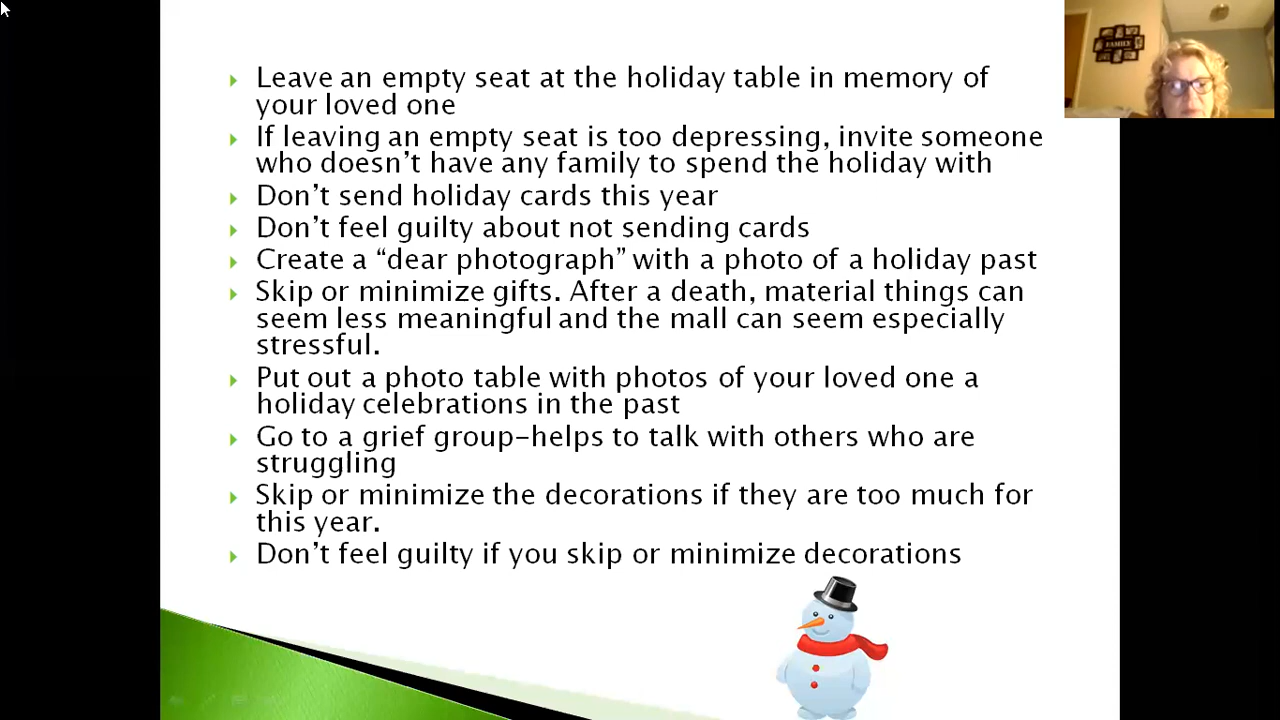 Leave an empty seat at the holiday table in memory of
your loved one
If leaving an empty seat is too depressing, invite someone
who doesn’t have any family to spend the holiday with
Don’t send holiday cards this year
Don’t feel guilty about not sending cards
Create a “dear photograph” with a photo of a holiday past
Skip or minimize gifts. After a death, material things can
seem less meaningful and the mall can seem especially
stressful.
Put out a photo table with photos of your loved one a
holiday celebrations in the past
Go to a grief group–helps to talk with others who are
struggling
Skip or minimize the decorations if they are too much for
this year.
Don’t feel guilty if you skip or minimize decorations
FAMILY